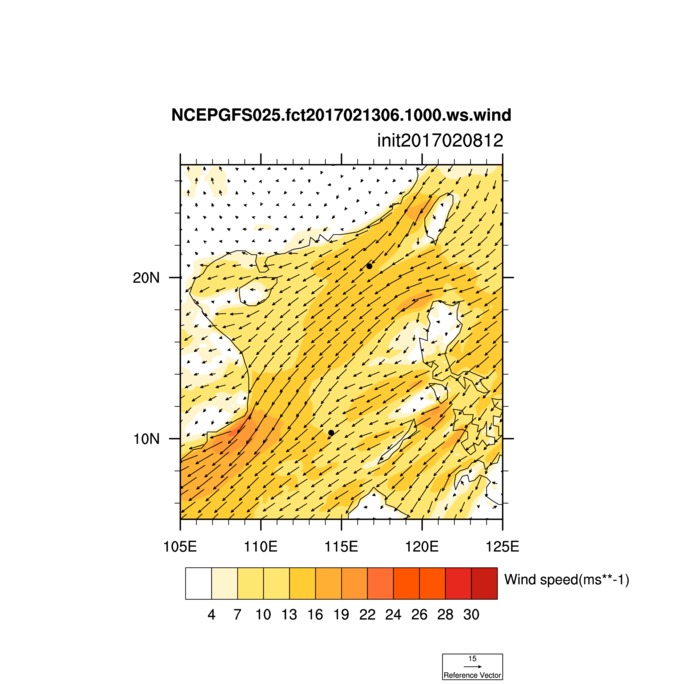 NCEPGFS025.fct2017021306.1000.ws.wind
init2017020812
20N
10N
105E 110E 115E 120E 125E
Wind speed(ms**-1)
4 7 10 13 16 19 22 24 26 28 30
15
Reference Vector